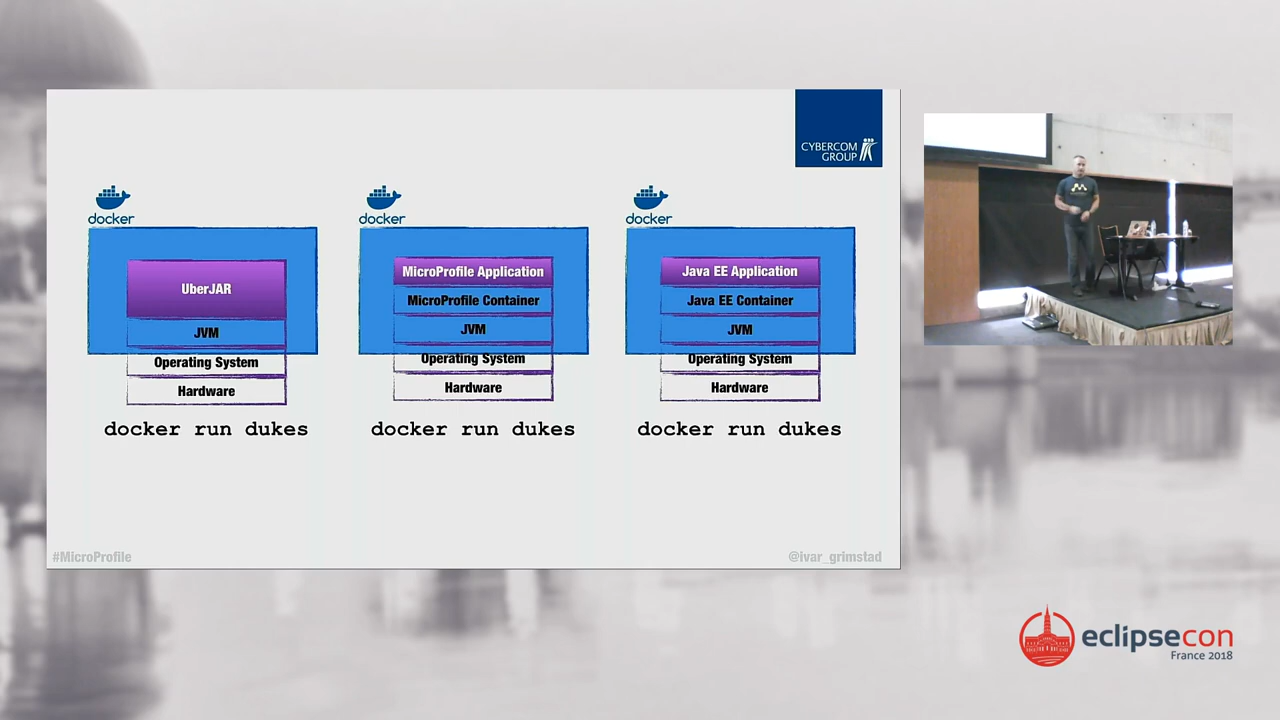 CYBERCOM
GROUP
docker
docker
docker
UberJAR
JVM
Operating System
Hardware
MicroProfile Application
MicroProfile Container
JVM
Operating System
Hardware
Java EE Application
Java EE Container
JVM
Operating System
Hardware
docker run dukes
docker run dukes
docker run dukes
#MicroProfile
@ivar_grimstad
eclipsecon
France 2018